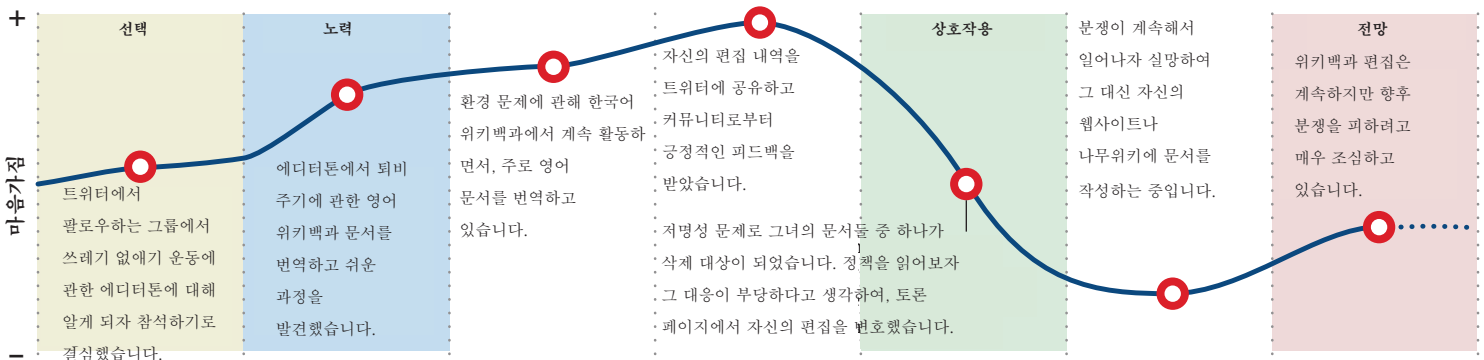 +
마음가짐
−
선택
트위터에서
팔로우하는 그룹에서
쓰레기 없애기 운동에
관한 에디터톤에 대해
알게 되자 참석하기로
결심했습니다.
노력
에디터톤에서 퇴비
주기에 관한 영어
위키백과 문서를
번역하고 쉬운
과정을
발견했습니다.
환경 문제에 관해 한국어
위키백과에서 계속 활동하
면서, 주로 영어
문서를 번역하고
있습니다.
자신의 편집 내역을
트위터에 공유하고
커뮤니티로부터
긍정적인 피드백을
받았습니다.
상호작용
저명성 문제로 그녀의 문서들 중 하나가
삭제 대상이 되었습니다. 정책을 읽어보자
그 대응이 부당하다고 생각하여, 토론
페이지에서 자신의 편집을 변호했습니다.
분쟁이 계속해서
일어나자 실망하여
그 대신 자신의
웹사이트나
나무위키에 문서를
작성하는 중입니다.
전망
위키백과 편집은
계속하지만 향후
분쟁을 피하려고
매우 조심하고
있습니다.